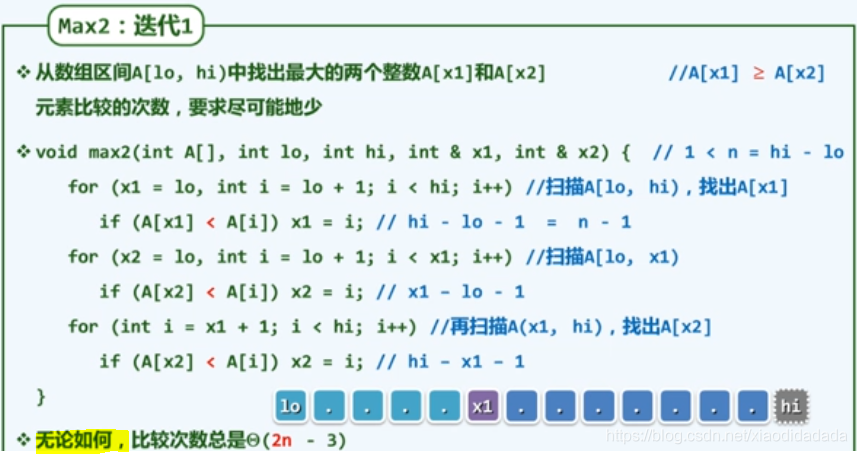 Max2：迭代1
❖ 从数组区间A[lo, hi)中找出最大的两个整数A[x1]和A[x2] //A[x1] ≥ A[x2]
元素比较的次数，要求尽可能地少
❖ void max2(int A[], int lo, int hi, int & x1, int & x2) { // 1 < n = hi - lo
for (x1 = lo, int i = lo + 1; i < hi; i++) //扫描A[lo, hi)，找出A[x1]
if (A[x1] < A[i]) x1 = i; // hi - lo - 1 = n - 1
for (x2 = lo, int i = lo + 1; i < x1; i++) //扫描A[lo, x1)
if (A[x2] < A[i]) x2 = i; // x1 – lo - 1
for (int i = x1 + 1; i < hi; i++) //再扫描A(x1, hi)，找出A[x2]
if (A[x2] < A[i]) x2 = i; // hi – x1 - 1
}
lo . . . . x1 . . . . . . . hi
❖ 无论如何，比较次数总是Θ(2n - 3)
https://blog.csdn.net/xiaodidadada